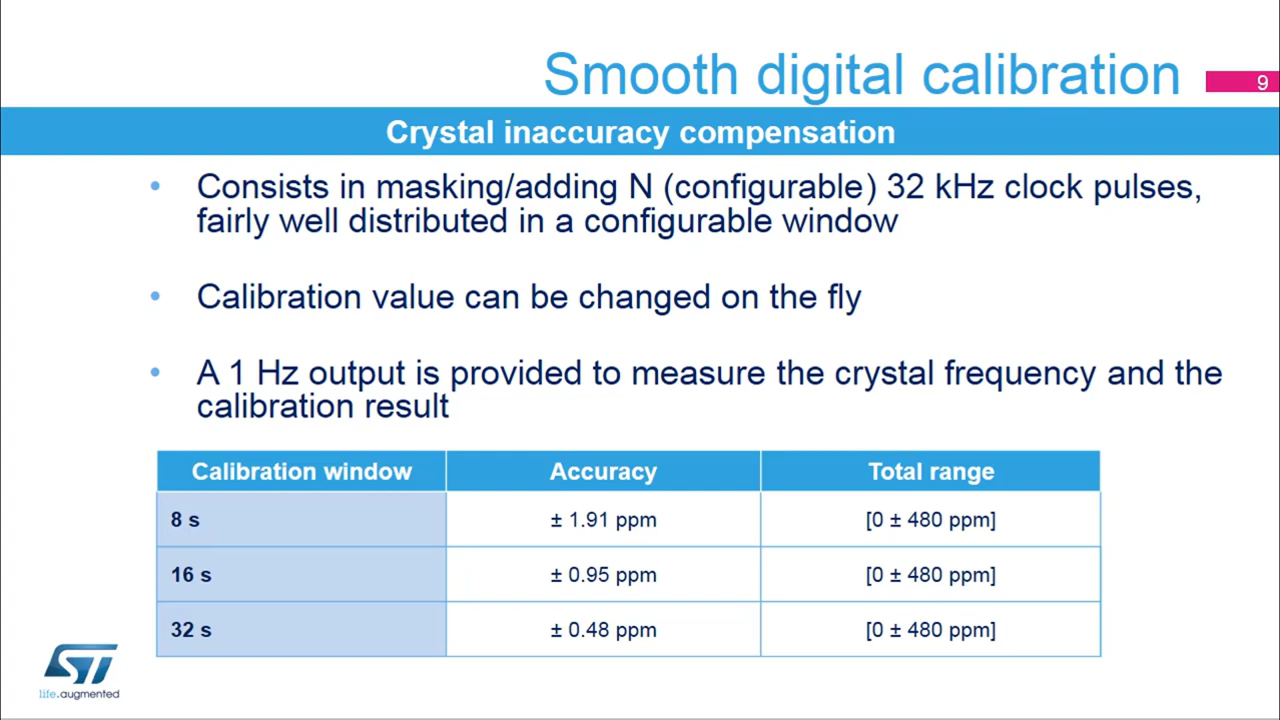 Smooth digital calibration
9
Crystal inaccuracy compensation
• Consists in masking/adding N (configurable) 32 kHz clock pulses,
fairly well distributed in a configurable window
• Calibration value can be changed on the fly
• A 1 Hz output is provided to measure the crystal frequency and the
calibration result
Calibration window Accuracy Total range
8 s ± 1.91 ppm [0 ± 480 ppm]
16 s ± 0.95 ppm [0 ± 480 ppm]
32 s ± 0.48 ppm [0 ± 480 ppm]
ST
life.augmented